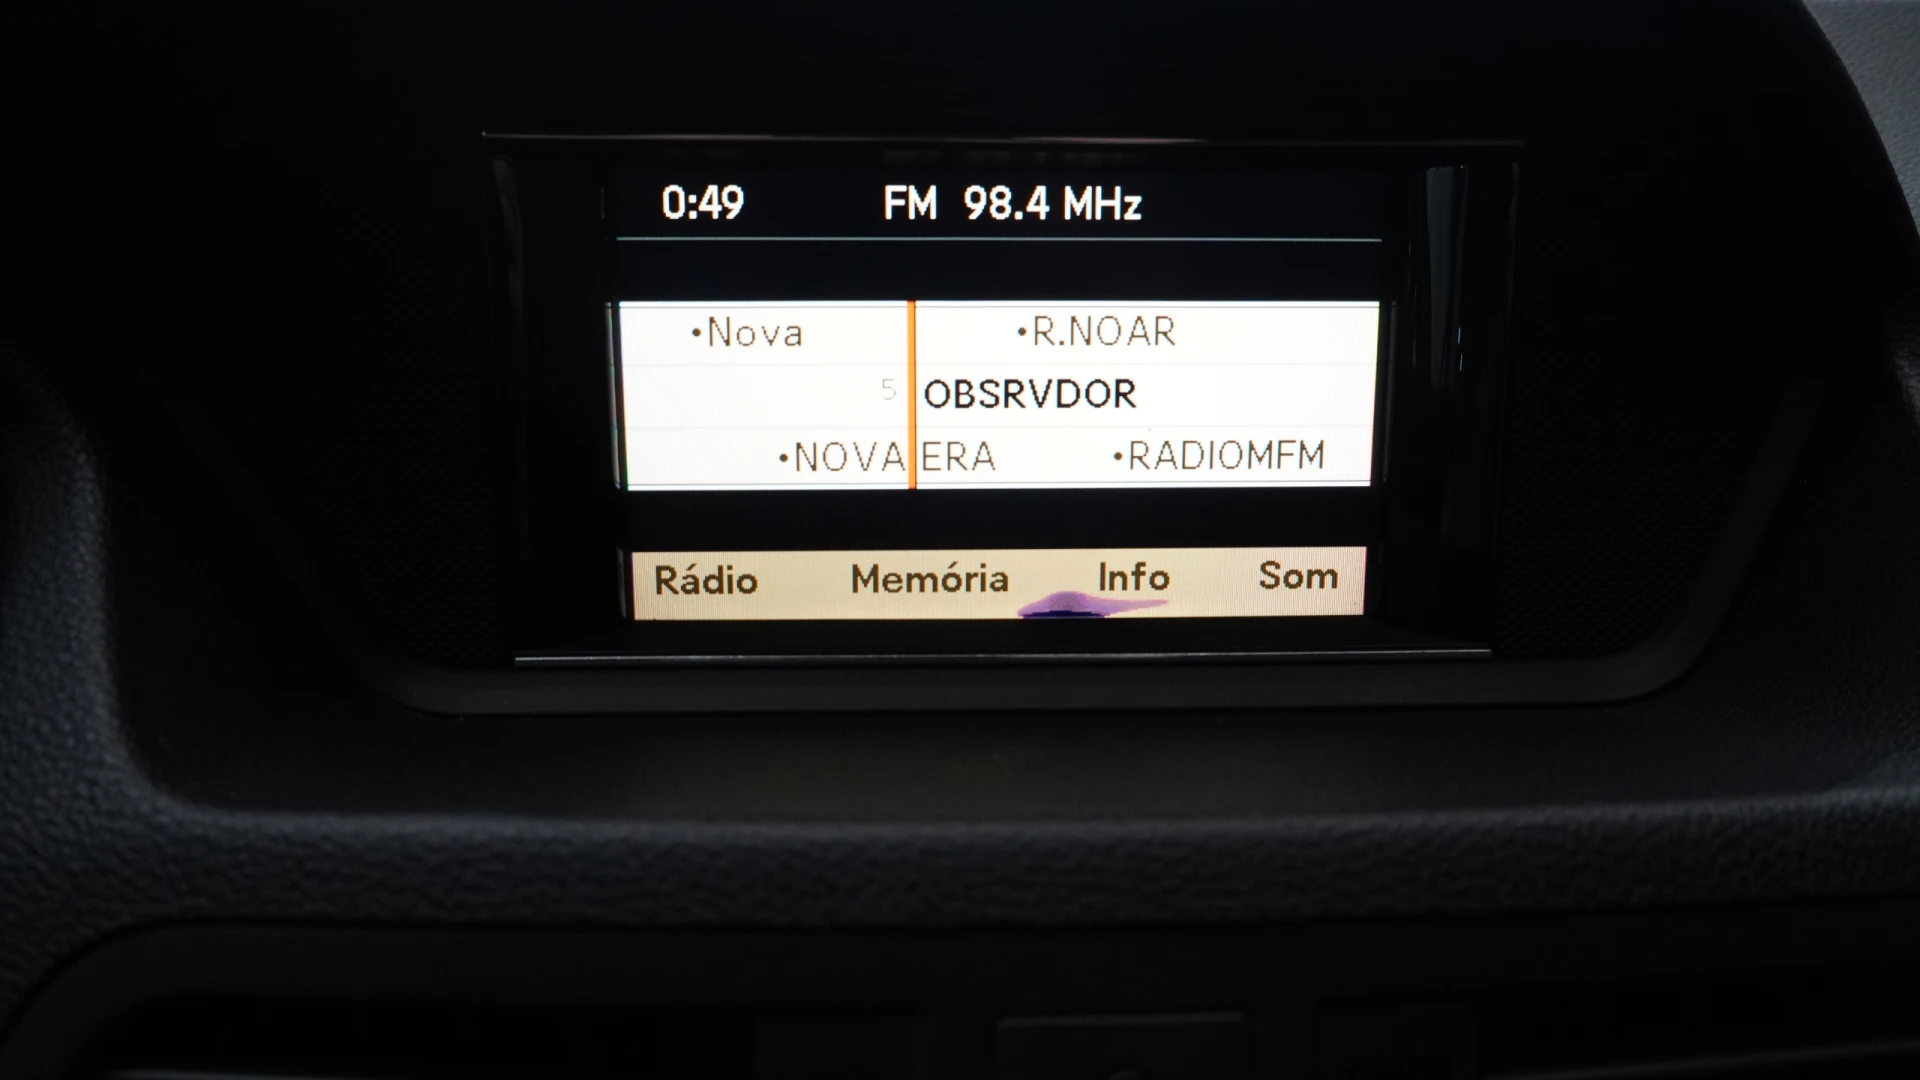 0:49 FM 98.4 MHz
•Nova •R.NOAR
5 OBSRVDOR
•NOVA ERA •RADIOMFM
Rádio Memória Info Som